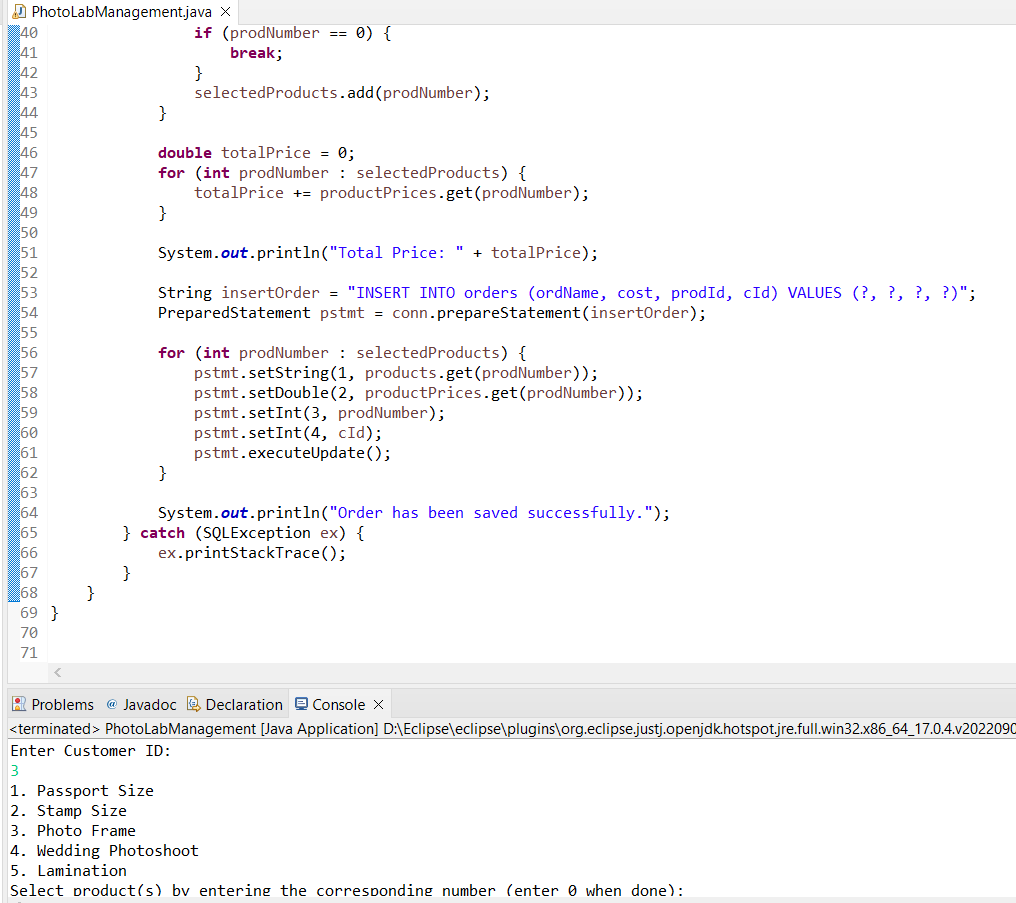 PhotoLabManagement.java
40                 if (prodNumber == 0) {
41                     break;
42                 }
43                 selectedProducts.add(prodNumber);
44             }
45
46             double totalPrice = 0;
47             for (int prodNumber : selectedProducts) {
48                 totalPrice += productPrices.get(prodNumber);
49             }
50
51             System.out.println("Total Price: " + totalPrice);
52
53             String insertOrder = "INSERT INTO orders (ordName, cost, prodId, cId) VALUES (?, ?, ?, ?)";
54             PreparedStatement pstmt = conn.prepareStatement(insertOrder);
55
56             for (int prodNumber : selectedProducts) {
57                 pstmt.setString(1, products.get(prodNumber));
58                 pstmt.setDouble(2, productPrices.get(prodNumber));
59                 pstmt.setInt(3, prodNumber);
60                 pstmt.setInt(4, cId);
61                 pstmt.executeUpdate();
62             }
63
64             System.out.println("Order has been saved successfully.");
65         } catch (SQLException ex) {
66             ex.printStackTrace();
67         }
68     }
69 }
70
71
Problems @ Javadoc Declaration Console
<terminated> PhotoLabManagement [Java Application] D:\Eclipse\eclipse\plugins\org.eclipse.justj.openjdk.hotspot.jre.full.win32.x86_64_17.0.4.v2022090
Enter Customer ID:
3
1. Passport Size
2. Stamp Size
3. Photo Frame
4. Wedding Photoshoot
5. Lamination
Select product(s) by entering the corresponding number (enter 0 when done):